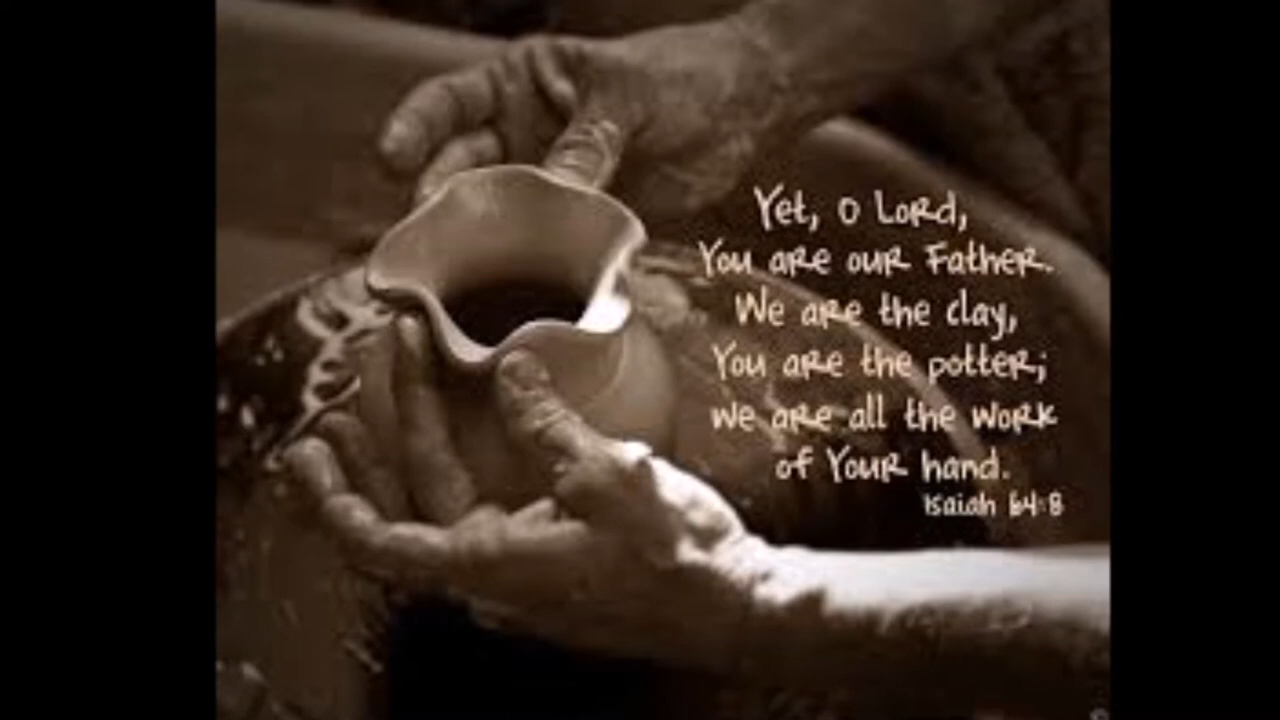 Yet, O Lord,
You are our Father.
We are the clay,
You are the potter;
we are all the work
of Your hand.
Isaiah 64:8